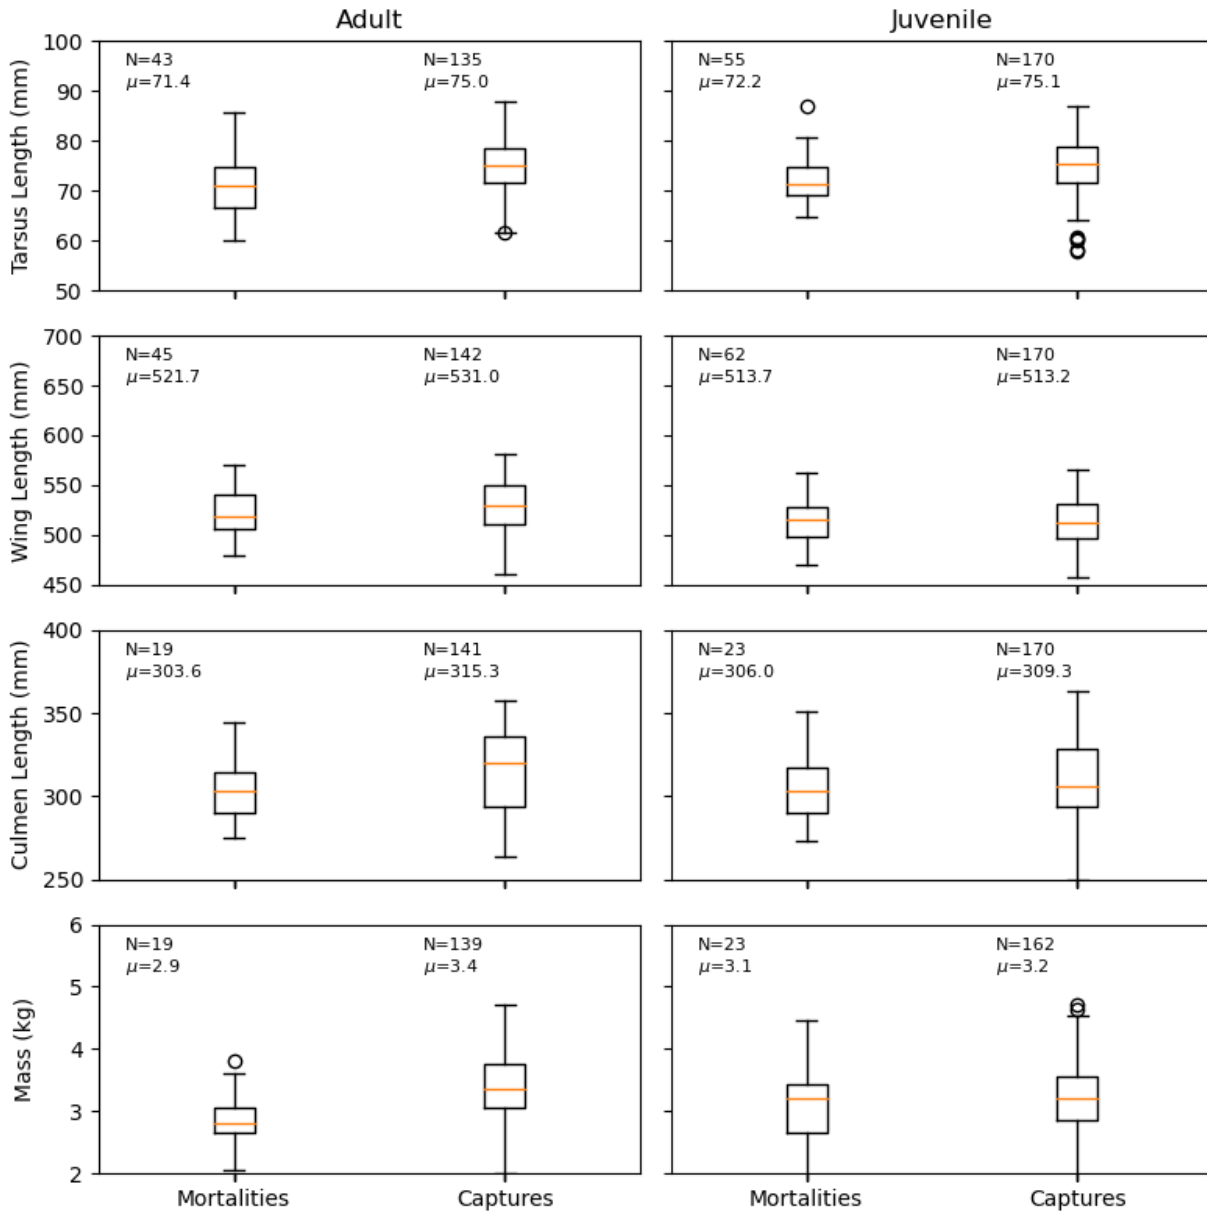 Adult
Juvenile
Tarsus Length (mm)
100
90
80
70
60
50
N=43
μ=71.4
N=135
μ=75.0
N=55
μ=72.2
N=170
μ=75.1
Wing Length (mm)
700
650
600
550
500
450
N=45
μ=521.7
N=142
μ=531.0
N=62
μ=513.7
N=170
μ=513.2
Culmen Length (mm)
400
350
300
250
N=19
μ=303.6
N=141
μ=315.3
N=23
μ=306.0
N=170
μ=309.3
Mass (kg)
6
5
4
3
2
N=19
μ=2.9
N=139
μ=3.4
N=23
μ=3.1
N=162
μ=3.2
Mortalities
Captures
Mortalities
Captures